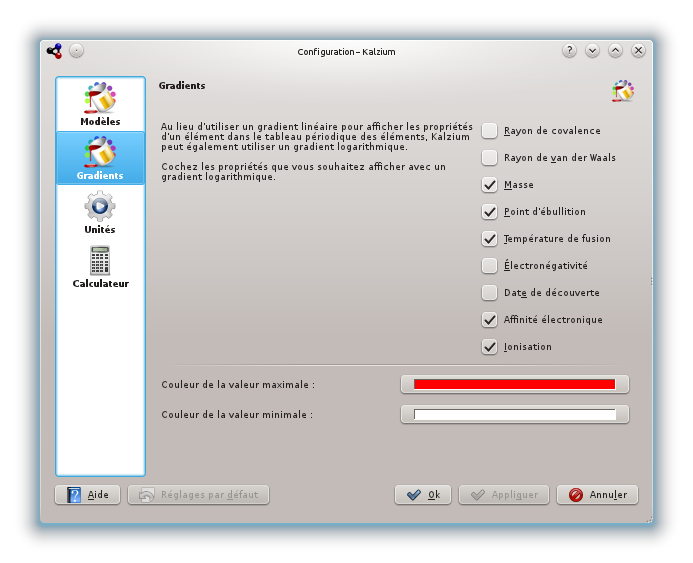 Configuration – Kalzium
Modèles
Gradients
Unités
Calculateur
Gradients
Au lieu d'utiliser un gradient linéaire pour afficher les propriétés
d'un élément dans le tableau périodique des éléments, Kalzium
peut également utiliser un gradient logarithmique.
Cochez les propriétés que vous souhaitez afficher avec un
gradient logarithmique.
Rayon de covalence
Rayon de van der Waals
Masse
Point d'ébullition
Température de fusion
Électronégativité
Date de découverte
Affinité électronique
Ionisation
Couleur de la valeur maximale :
Couleur de la valeur minimale :
Aide
Réglages par défaut
Ok
Appliquer
Annuler